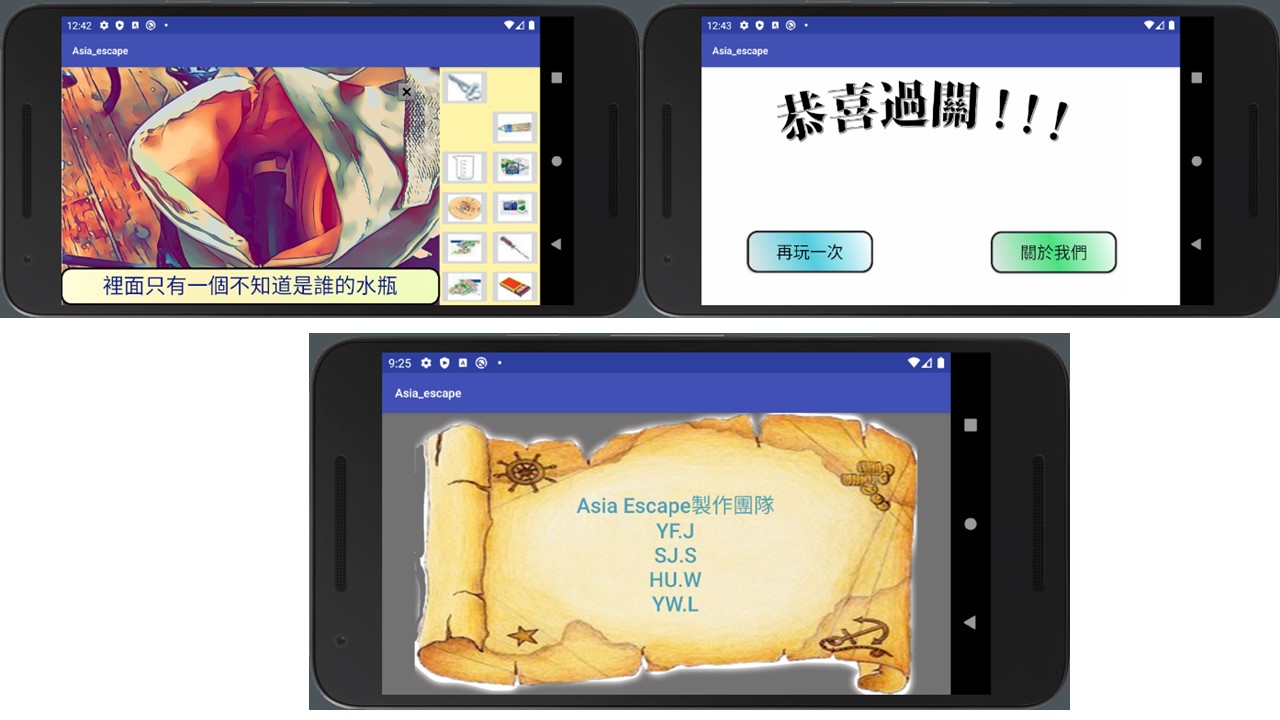 12:42
Asia_escape
裡面只有一個不知道是誰的水瓶
12:43
Asia_escape
恭喜過關!!!
再玩一次
關於我們
9:25
Asia_escape
Asia Escape製作團隊
YF.J
SJ.S
HU.W
YW.L